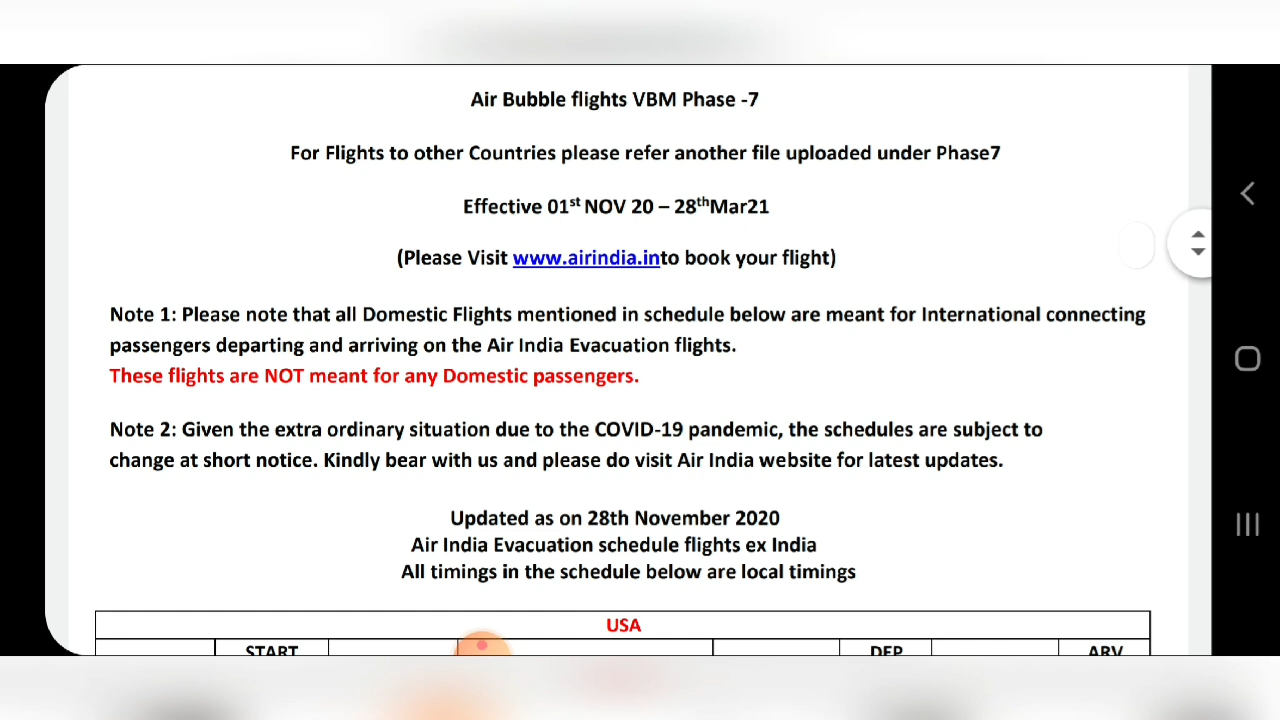 Air Bubble flights VBM Phase -7
For Flights to other Countries please refer another file uploaded under Phase7
Effective 01st NOV 20 – 28thMar21
(Please Visit www.airindia.into book your flight)
Note 1: Please note that all Domestic Flights mentioned in schedule below are meant for International connecting
passengers departing and arriving on the Air India Evacuation flights.
These flights are NOT meant for any Domestic passengers.
Note 2: Given the extra ordinary situation due to the COVID-19 pandemic, the schedules are subject to
change at short notice. Kindly bear with us and please do visit Air India website for latest updates.
Updated as on 28th November 2020
Air India Evacuation schedule flights ex India
All timings in the schedule below are local timings
USA
START DEP ARV